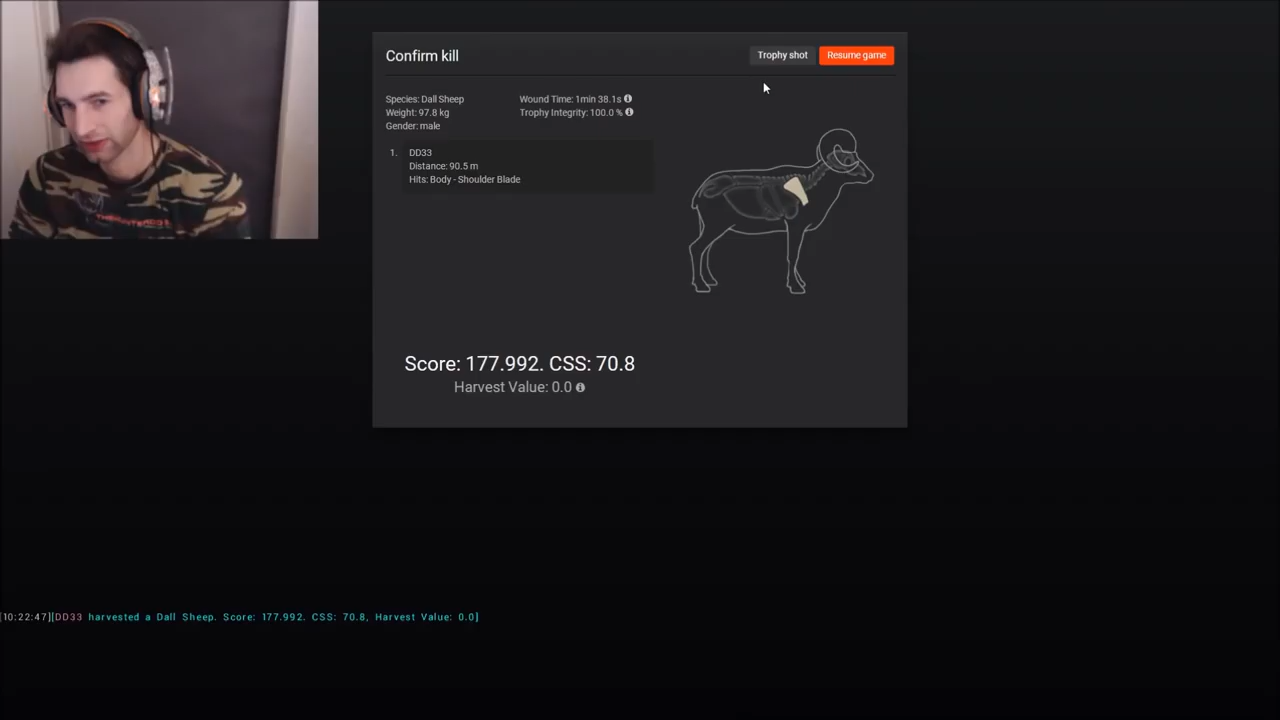 Confirm kill
Trophy shot
Resume game
Species: Dall Sheep
Weight: 97.8 kg
Gender: male
Wound Time: 1min 38.1s
Trophy Integrity: 100.0 %
1. DD33
Distance: 90.5 m
Hits: Body - Shoulder Blade
Score: 177.992. CSS: 70.8
Harvest Value: 0.0
[10:22:47][DD33 harvested a Dall Sheep. Score: 177.992. CSS: 70.8, Harvest Value: 0.0]